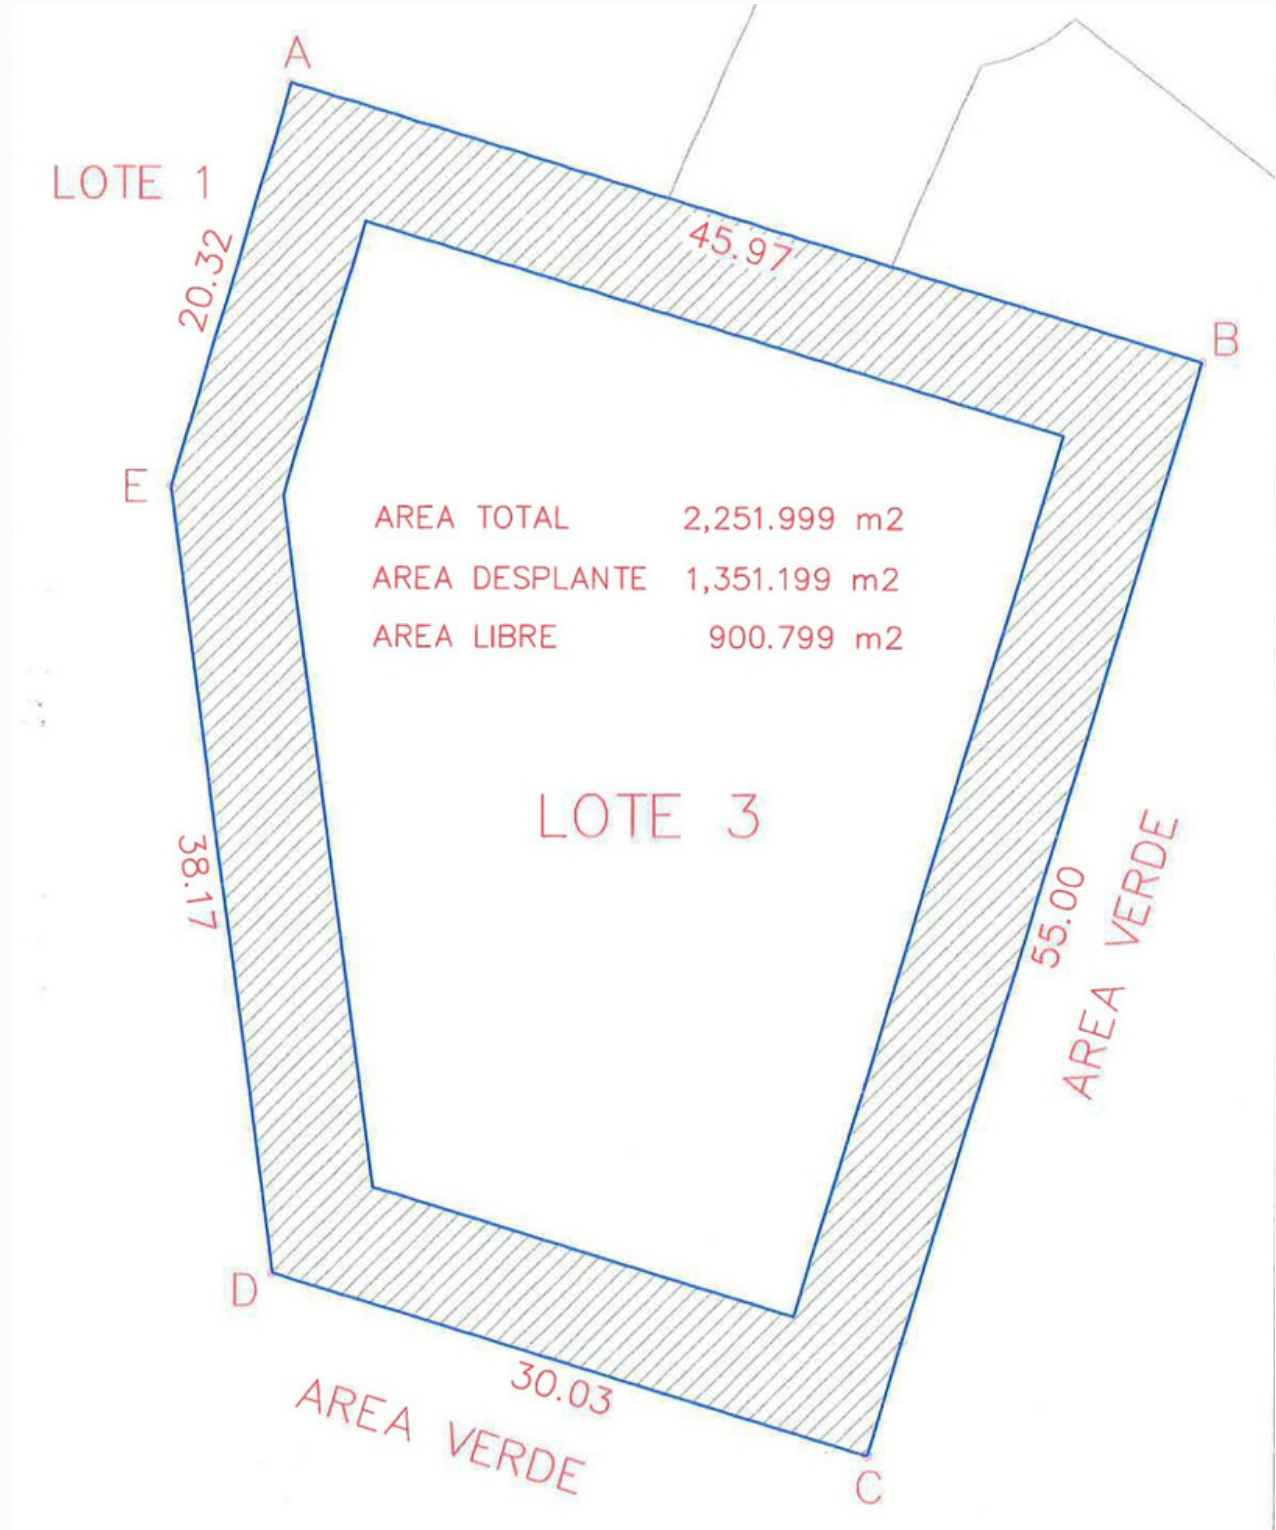 A
LOTE 1
20.32
45.97
B
E
AREA TOTAL 2,251.999 m2
AREA DESPLANTE 1,351.199 m2
AREA LIBRE 900.799 m2
LOTE 3
38.17
55.00
AREA VERDE
D
30.03
AREA VERDE
C